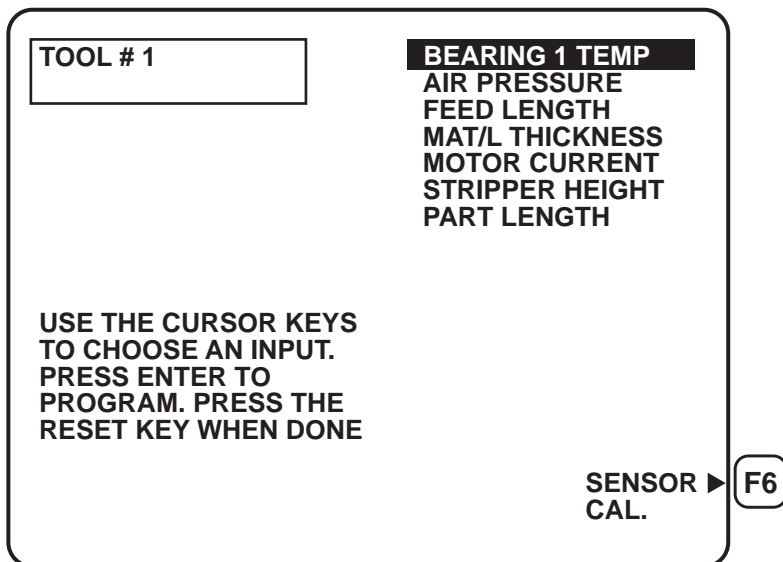 TOOL # 1
BEARING 1 TEMP
AIR PRESSURE
FEED LENGTH
MAT/L THICKNESS
MOTOR CURRENT
STRIPPER HEIGHT
PART LENGTH
USE THE CURSOR KEYS
TO CHOOSE AN INPUT.
PRESS ENTER TO
PROGRAM. PRESS THE
RESET KEY WHEN DONE
SENSOR ▶ F6
CAL.